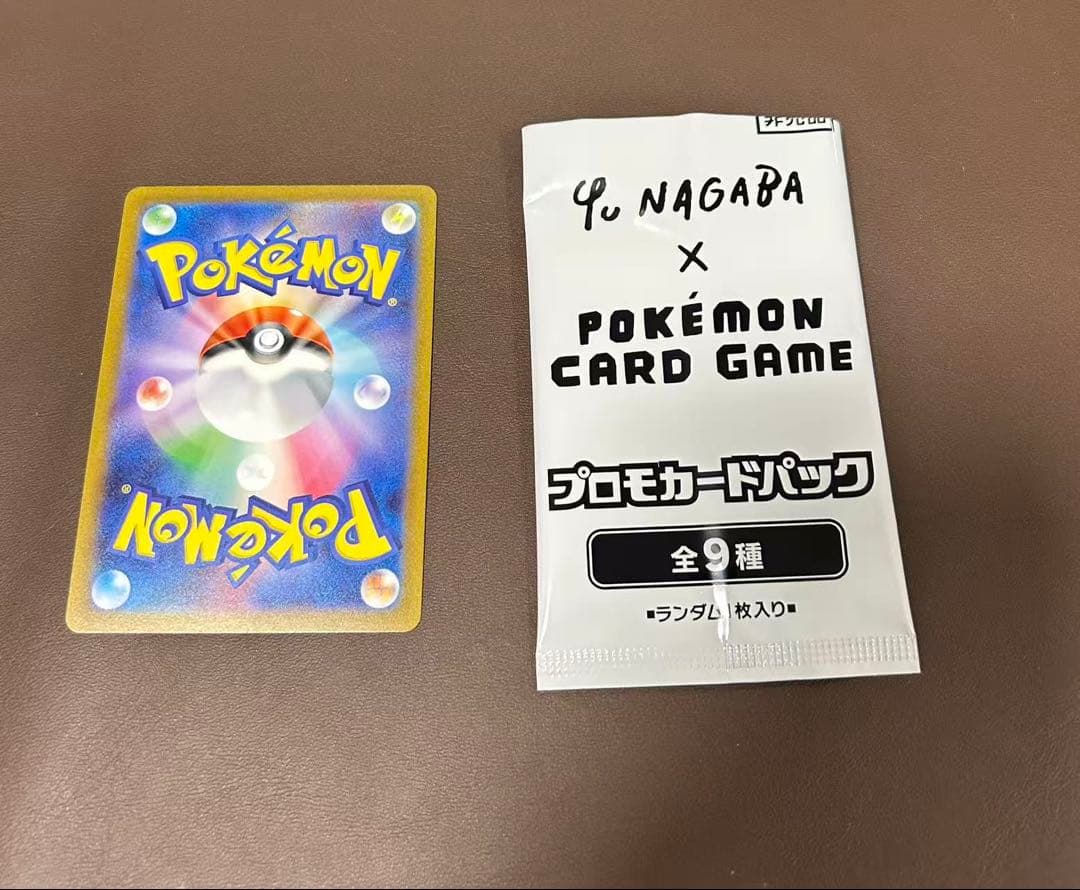 POKÉMON
POKÉMON
Yu NAGABA
×
POKÉMON
CARD GAME
プロモカードパック
全9種
■ランダム1枚入り■